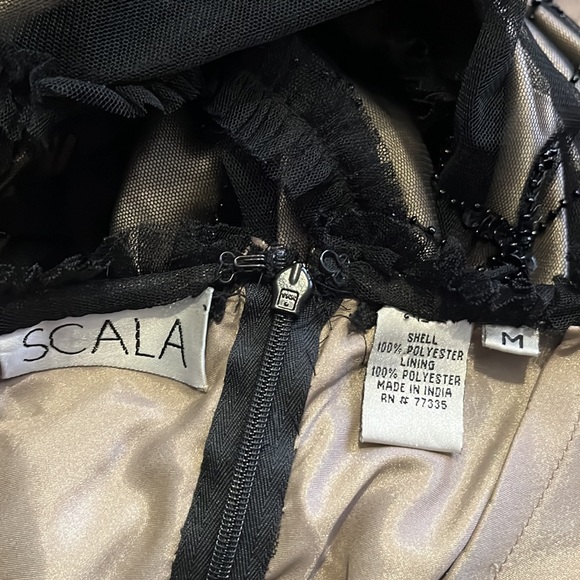 SCALA
SHELL
100% POLYESTER
LINING
100% POLYESTER
MADE IN INDIA
RN # 77335
M